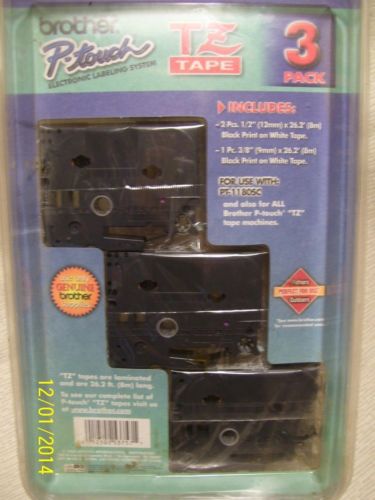 brother
P-touch
ELECTRONIC LABELING SYSTEM
TZ
TAPE
3
PACK
INCLUDES:
– 2 Pcs. 1/2" (12mm) x 26.2' (8m)
Black Print on White Tape.
– 1 Pc. 3/8" (9mm) x 26.2' (8m)
Black Print on White Tape.
FOR USE WITH:
PT-1180SC
and also for ALL
Brother P-touch® "TZ"
tape machines.
GENUINE
brother
PERFECT FOR USE
Outdoors
"TZ" tapes are laminated
and are 26.2 ft. (8m) long.
To see our complete list of
P-touch® "TZ" tapes visit us
at www.brother.com
12/01/2014